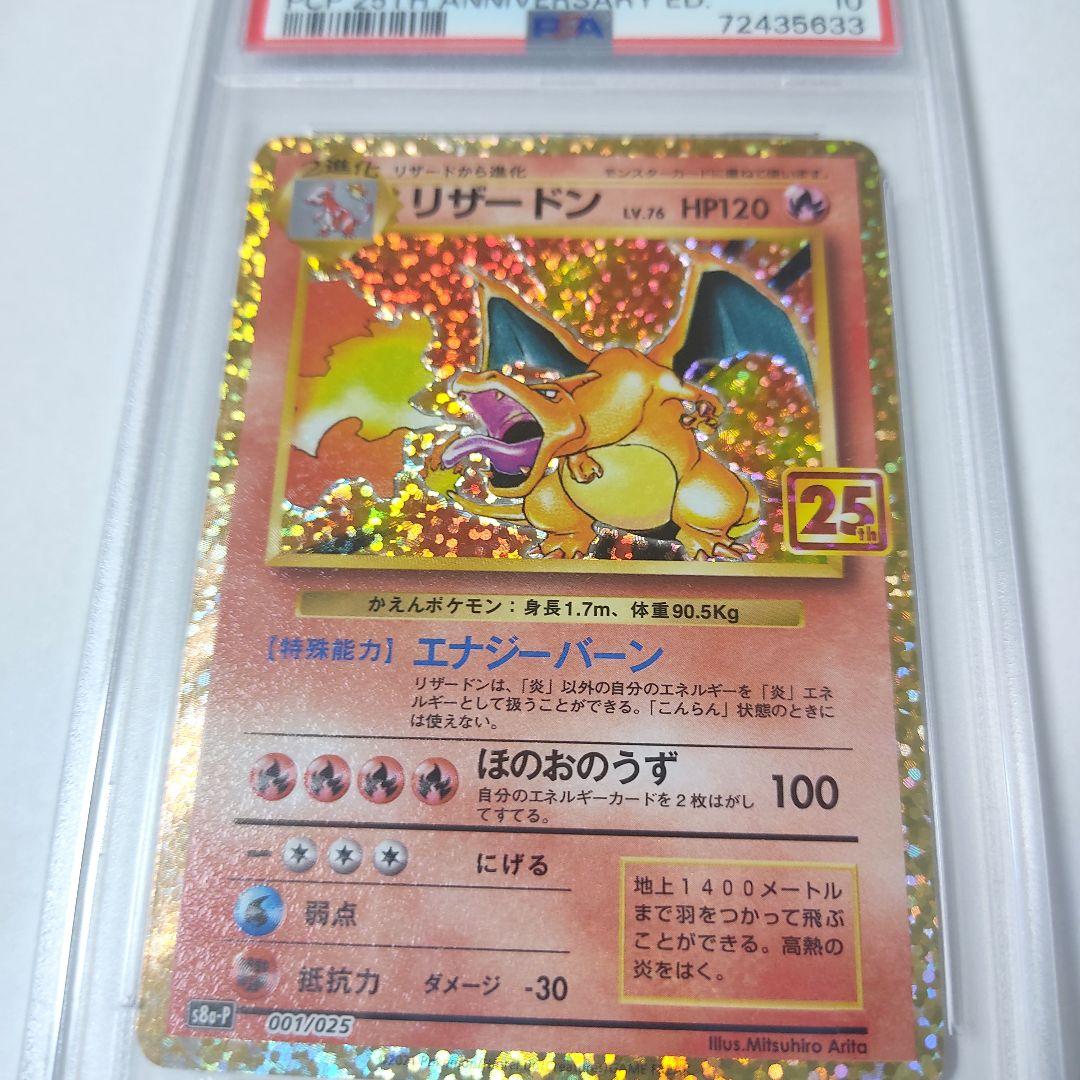 PCP 25TH ANNIVERSARY ED. 10
PSA 72435633
2進化 リザードから進化 モンスターカードに重ねて使います。
リザードン LV.76 HP120
25th
かえんポケモン：身長1.7m、体重90.5Kg
［特殊能力］ エナジーバーン
リザードンは、「炎」以外の自分のエネルギーを「炎」エネ
ルギーとして扱うことができる。「こんらん」状態のときに
は使えない。
ほのおのうず 100
自分のエネルギーカードを２枚はがし
てすてる。
ー にげる
弱点
抵抗力 ダメージ -30
地上１４００メートル
まで羽をつかって飛ぶ
ことができる。高熱の
炎をはく。
s8a-P 001/025
Illus.Mitsuhiro Arita